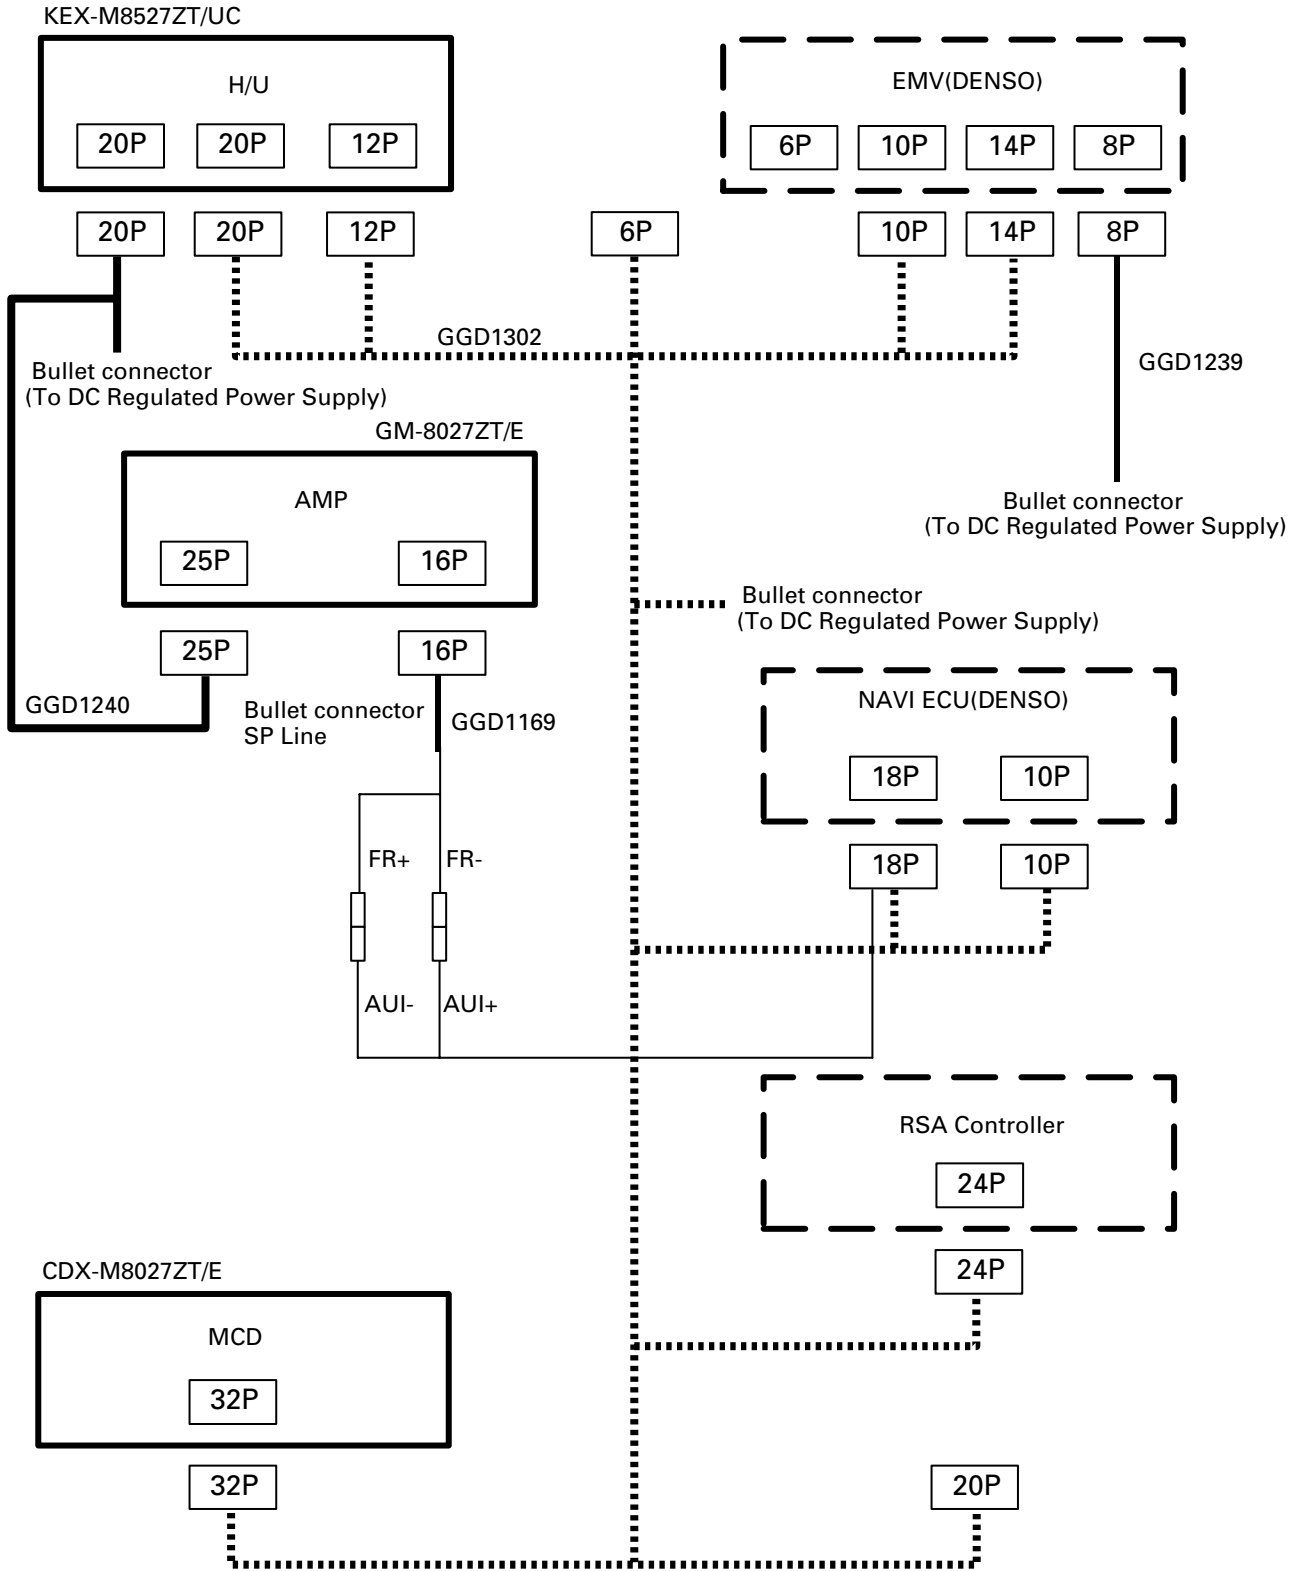 KEX-M8527ZT/UC
H/U
20P 20P 12P
EMV(DENSO)
6P 10P 14P 8P
20P 20P 12P 6P 10P 14P 8P
GGD1302
GGD1239
Bullet connector
(To DC Regulated Power Supply)
GM-8027ZT/E
AMP
25P 16P
Bullet connector
(To DC Regulated Power Supply)
Bullet connector
(To DC Regulated Power Supply)
25P 16P
GGD1240
Bullet connector
SP Line
GGD1169
NAVI ECU(DENSO)
18P 10P
FR+ FR-
18P 10P
AUI- AUI+
RSA Controller
24P
24P
CDX-M8027ZT/E
MCD
32P
32P 20P